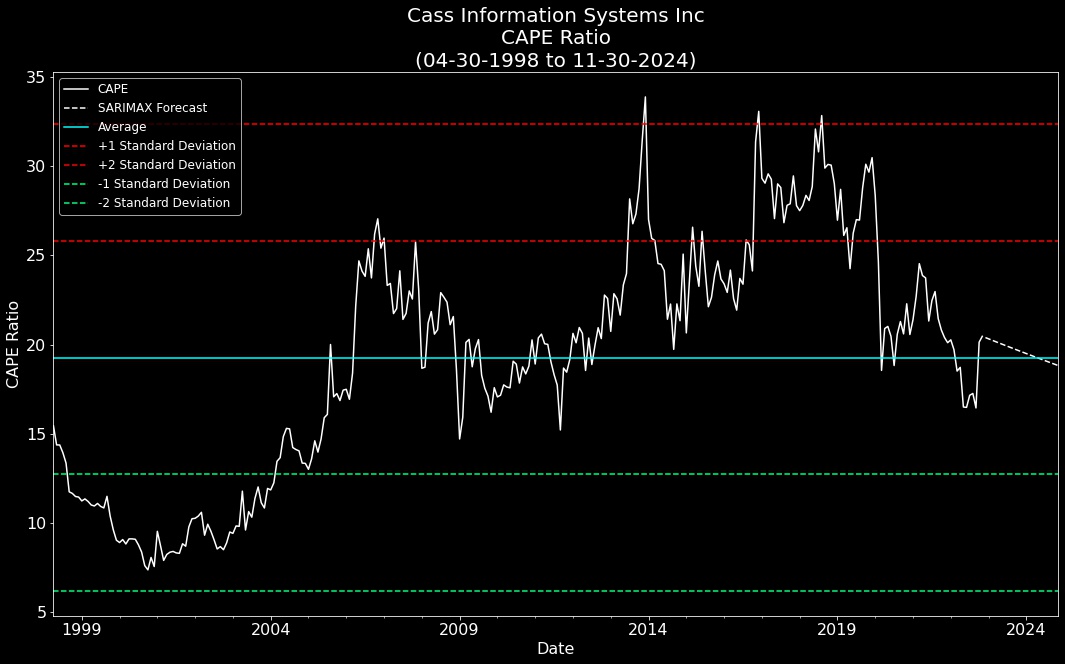 Cass Information Systems Inc
CAPE Ratio
(04-30-1998 to 11-30-2024)
CAPE
SARIMAX Forecast
Average
+1 Standard Deviation
+2 Standard Deviation
-1 Standard Deviation
-2 Standard Deviation
35
30
25
20
15
10
5
CAPE Ratio
1999
2004
2009
2014
2019
2024
Date